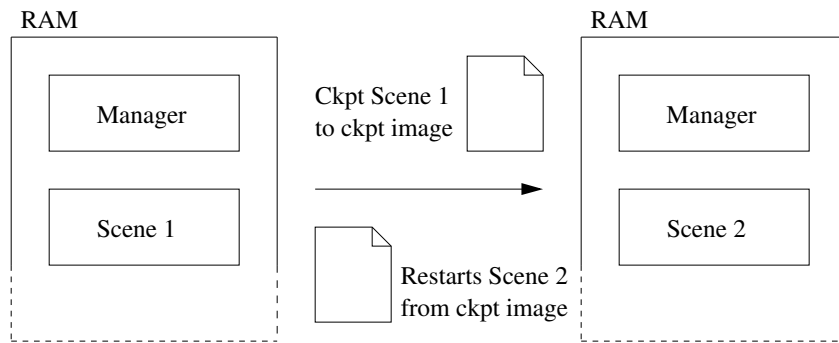 RAM
Manager
Scene 1
Ckpt Scene 1
to ckpt image
Restarts Scene 2
from ckpt image
RAM
Manager
Scene 2